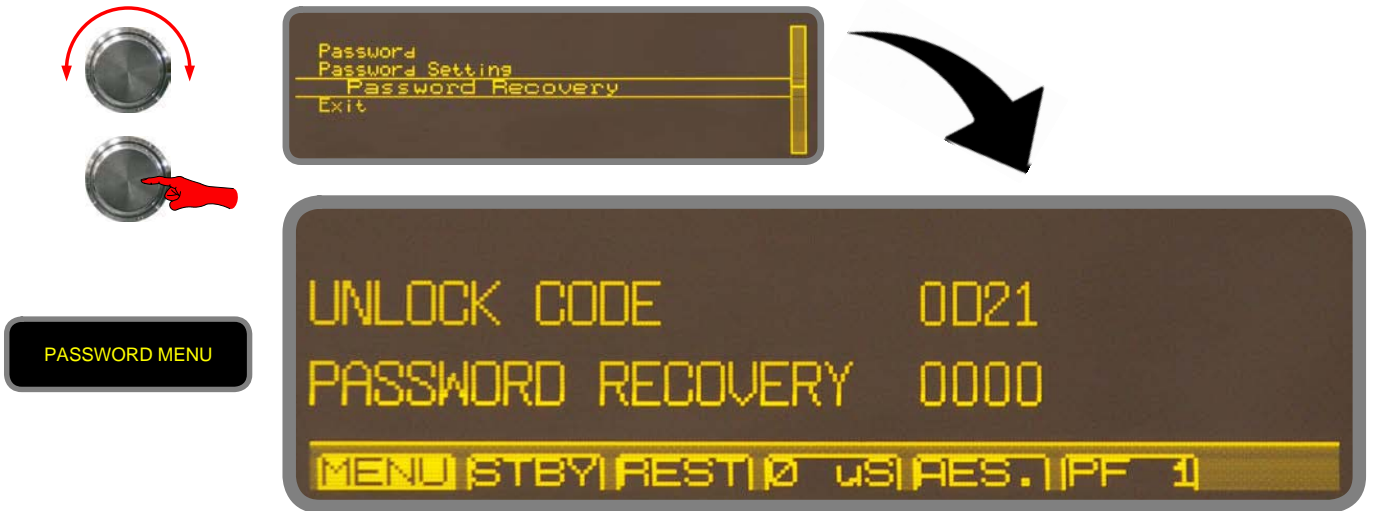 Password
Password Setting
Password Recovery
Exit
PASSWORD MENU
UNLOCK CODE 0D21
PASSWORD RECOVERY 0000
MENU STBY REST 0 uS AES. PF 1